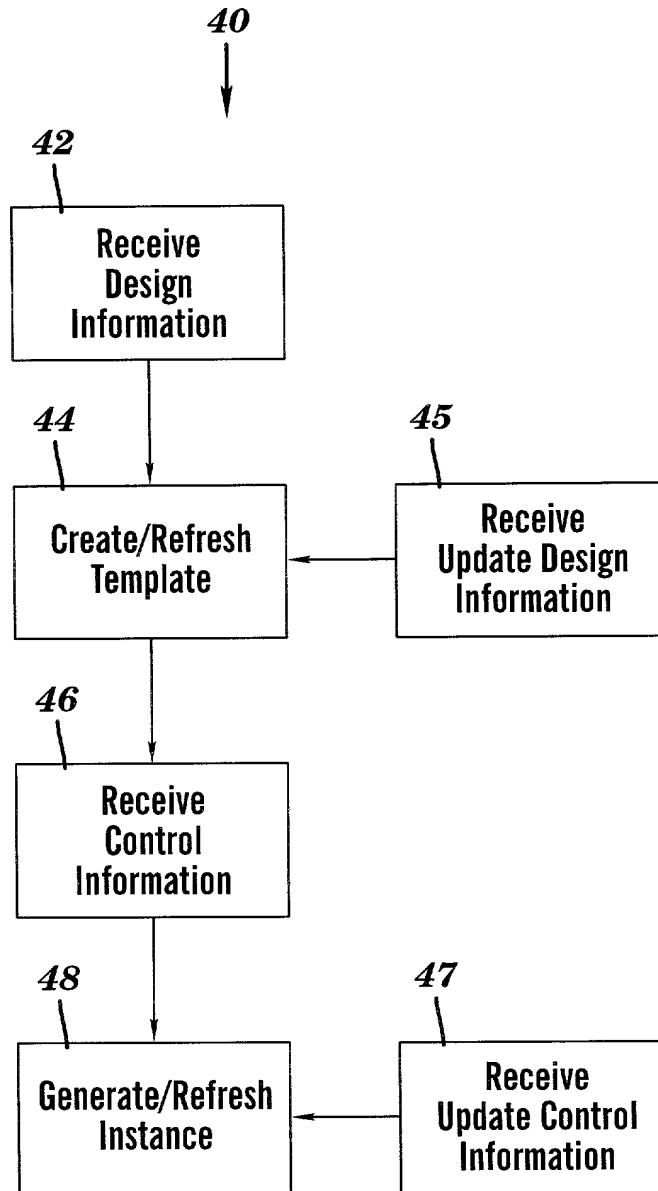 40
42
Receive
Design
Information
44
Create/Refresh
Template
45
Receive
Update Design
Information
46
Receive
Control
Information
48
Generate/Refresh
Instance
47
Receive
Update Control
Information